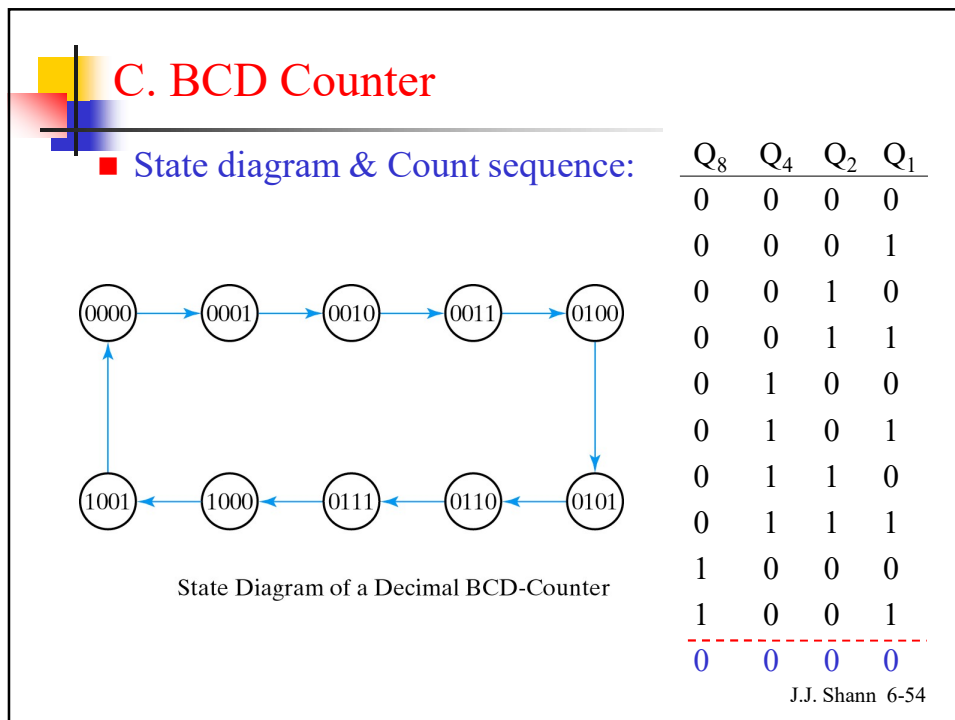 C. BCD Counter
State diagram & Count sequence:
0000 0001 0010 0011 0100
1001 1000 0111 0110 0101
State Diagram of a Decimal BCD-Counter
Q8 Q4 Q2 Q1
0 0 0 0
0 0 0 1
0 0 1 0
0 0 1 1
0 1 0 0
0 1 0 1
0 1 1 0
0 1 1 1
1 0 0 0
1 0 0 1
0 0 0 0
J.J. Shann 6-54